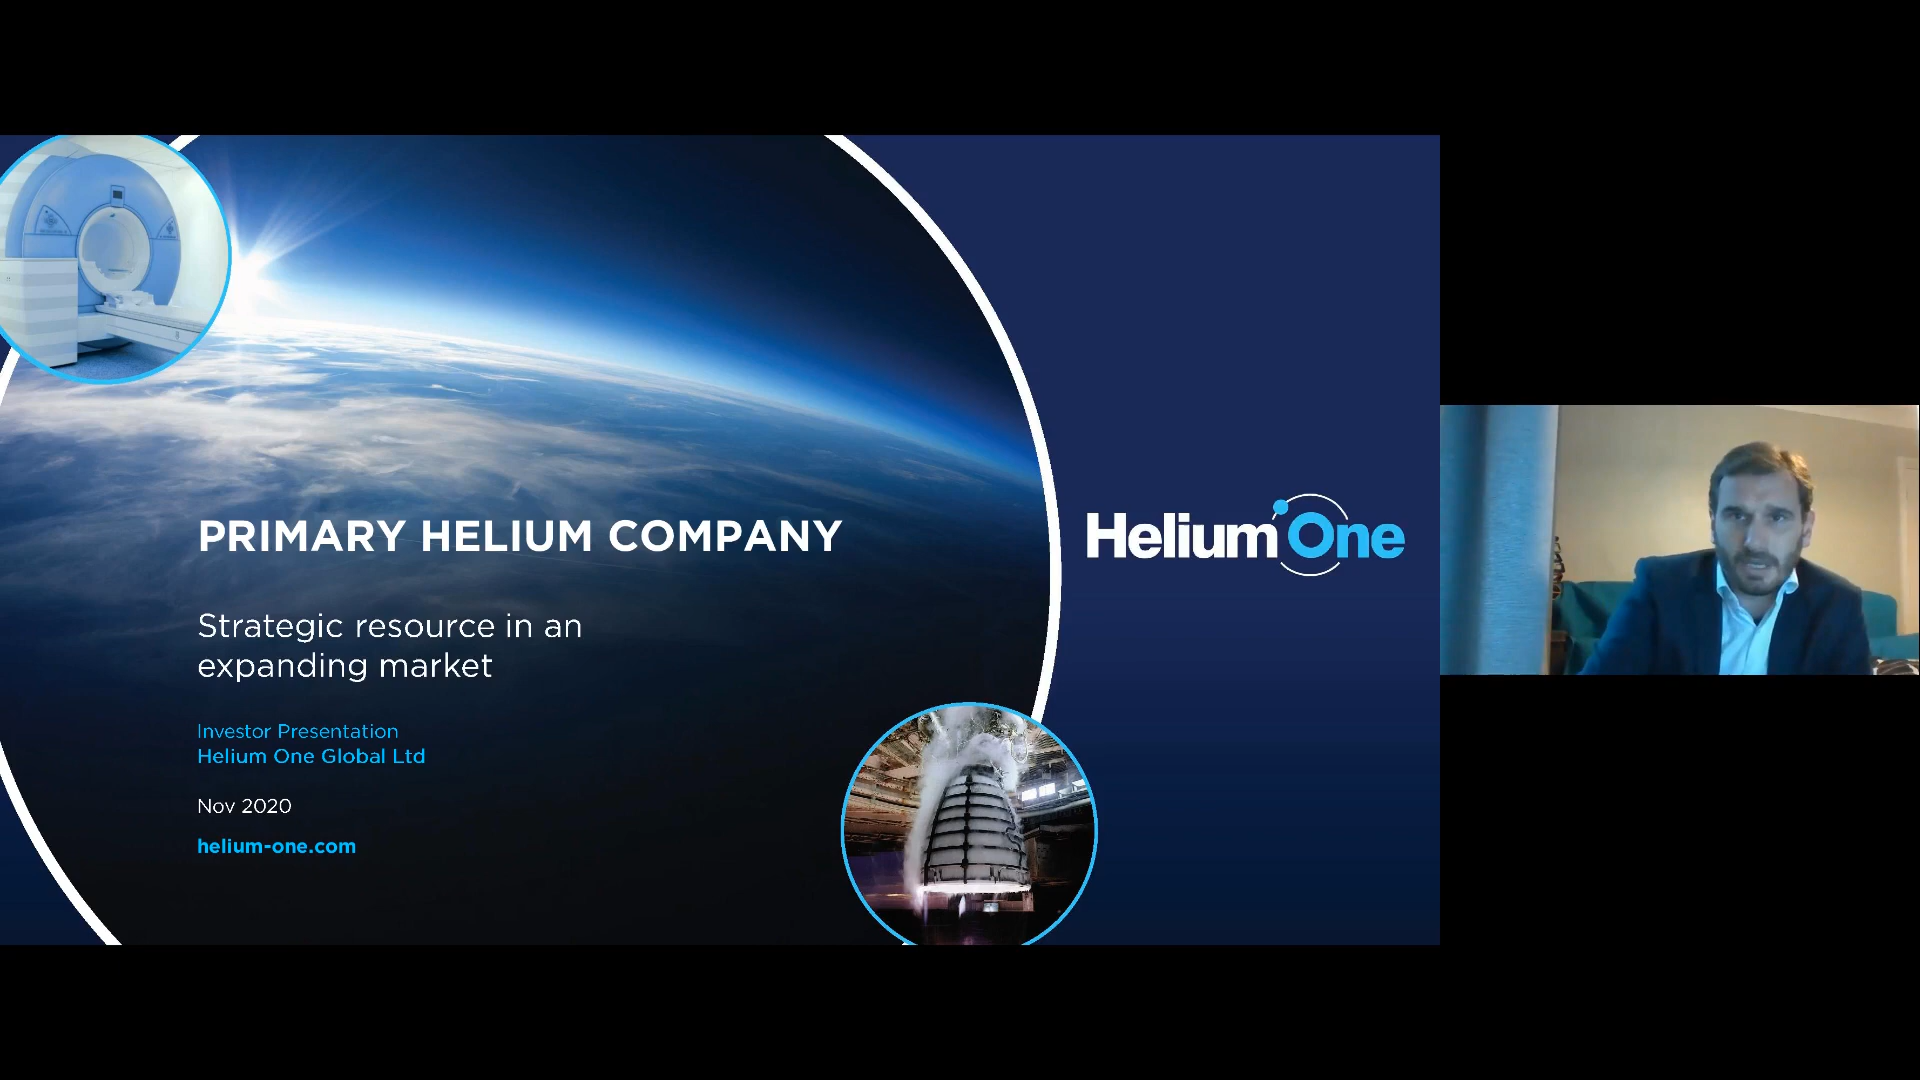 PRIMARY HELIUM COMPANY
Strategic resource in an
expanding market
Investor Presentation
Helium One Global Ltd
Nov 2020
helium-one.com
Helium One